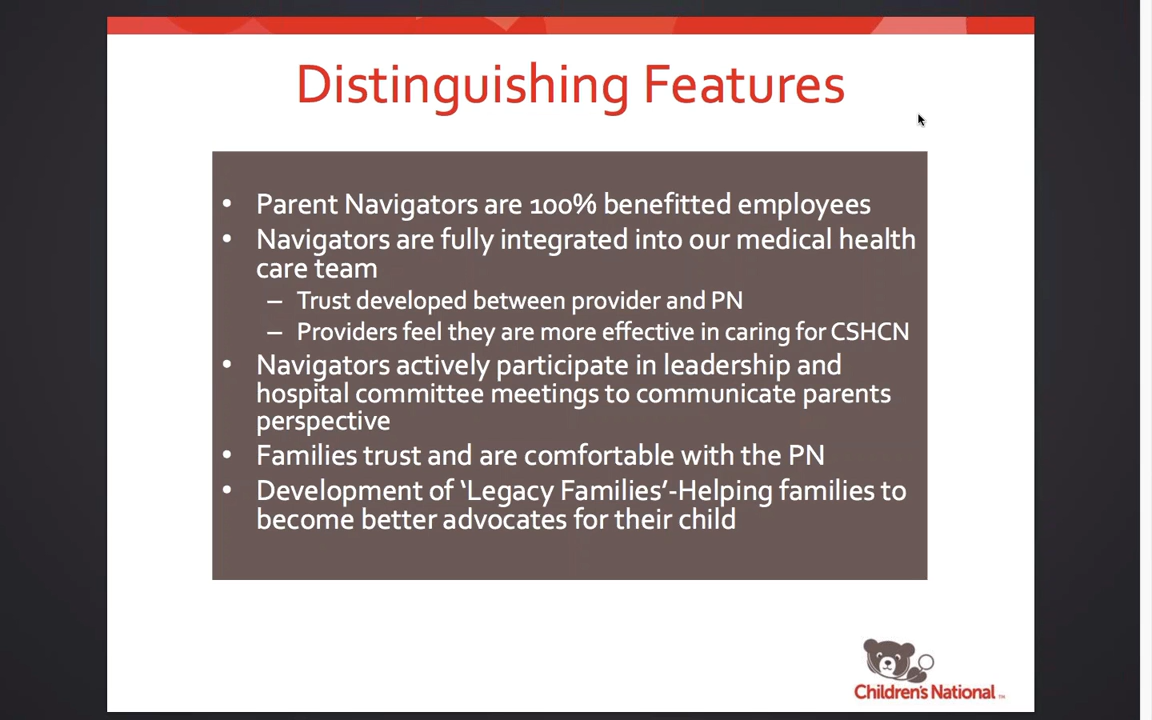 Distinguishing Features
• Parent Navigators are 100% benefitted employees
• Navigators are fully integrated into our medical health
care team
– Trust developed between provider and PN
– Providers feel they are more effective in caring for CSHCN
• Navigators actively participate in leadership and
hospital committee meetings to communicate parents
perspective
• Families trust and are comfortable with the PN
• Development of ‘Legacy Families’-Helping families to
become better advocates for their child
Children's National ™